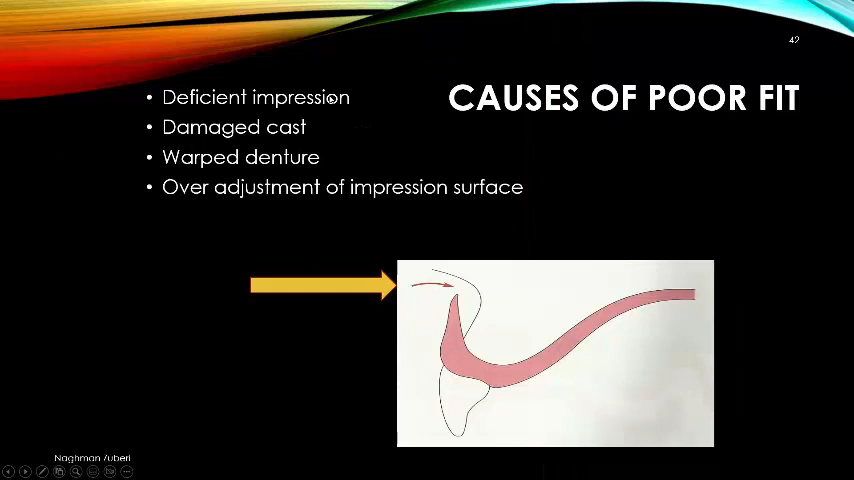 42
CAUSES OF POOR FIT
• Deficient impression
• Damaged cast
• Warped denture
• Over adjustment of impression surface
Naghman Zuberi